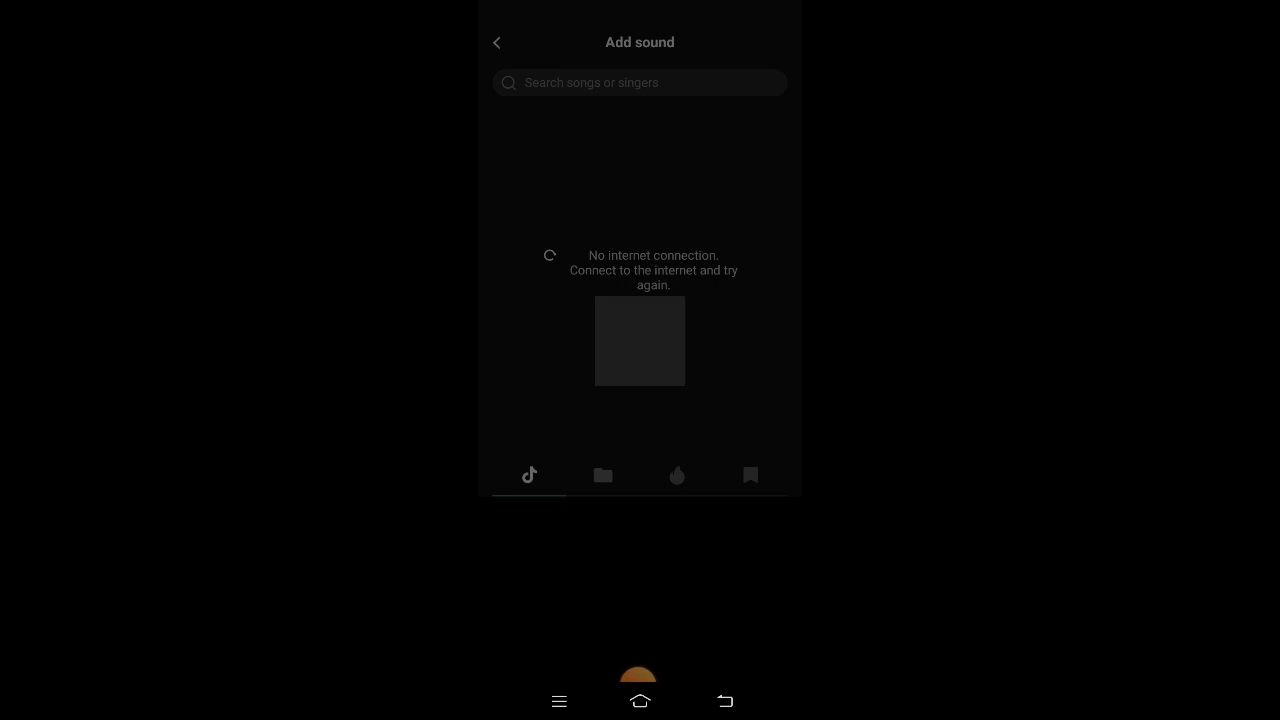 Add sound
Search songs or singers
No internet connection.
Connect to the internet and try
again.